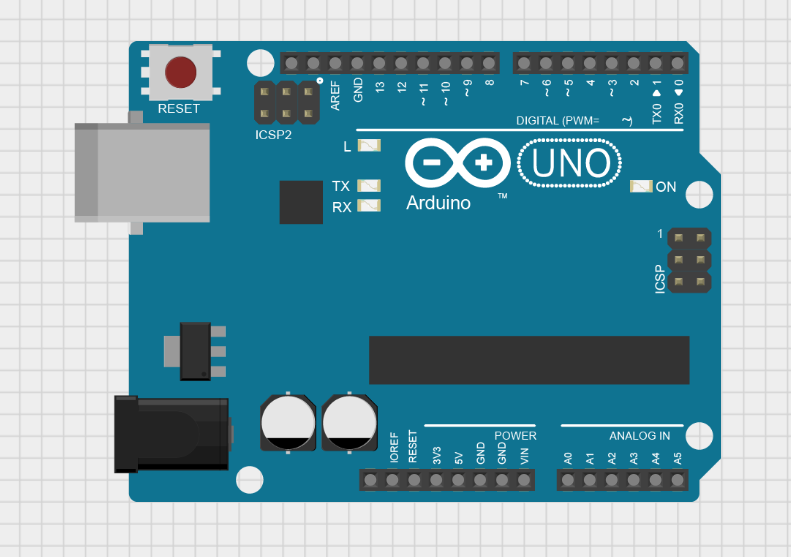 RESET
ICSP2
AREF
GND
13
12
~ 11
~ 10
~ 9
8
7
~ 6
~ 5
4
~ 3
2
TX0 ▶ 1
RX0 ◀ 0
DIGITAL (PWM= ~)
L
TX
RX
Arduino
TM
UNO
ON
1
ICSP
IOREF
RESET
3V3
5V
GND
GND
VIN
POWER
ANALOG IN
A0
A1
A2
A3
A4
A5